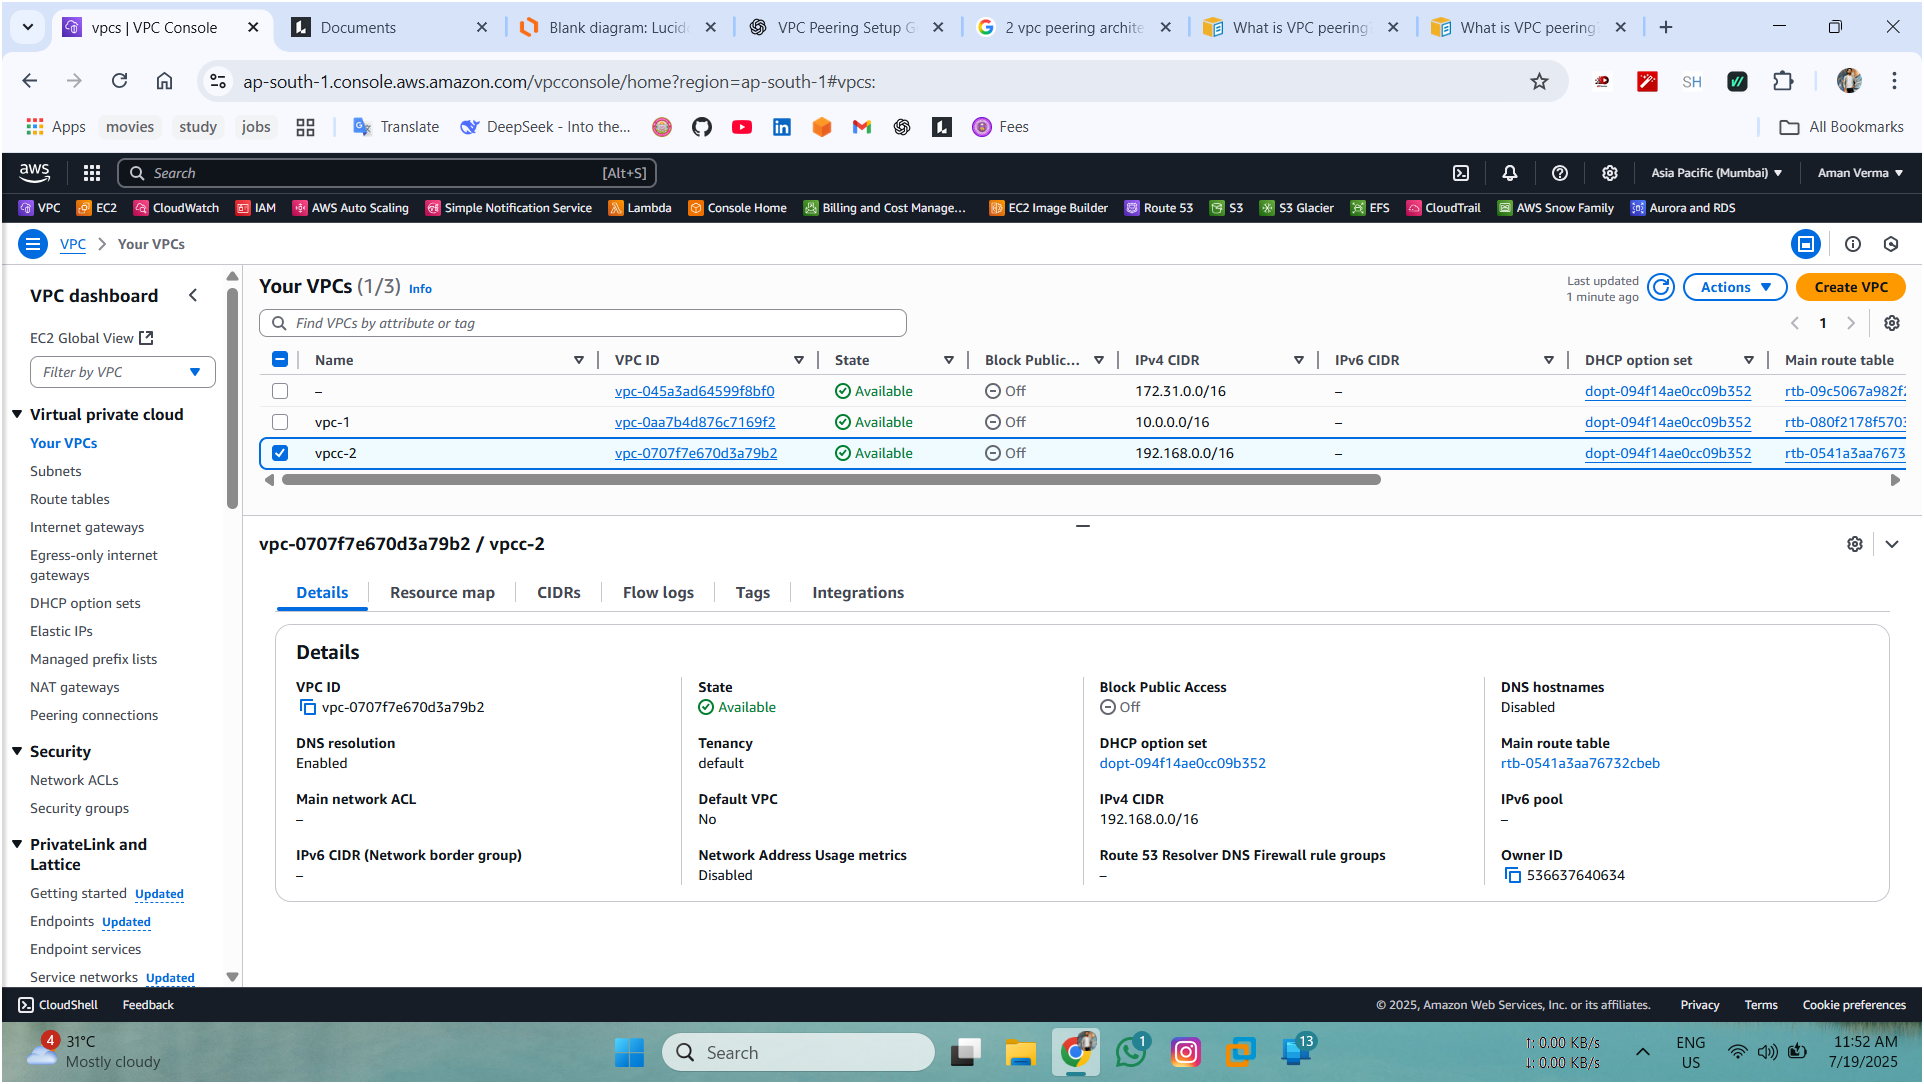 vpcs | VPC Console
Documents
Blank diagram: Lucid
VPC Peering Setup G
2 vpc peering archite
What is VPC peering
What is VPC peering
ap-south-1.console.aws.amazon.com/vpcconsole/home?region=ap-south-1#vpcs:
SH
Apps
movies
study
jobs
Translate
DeepSeek - Into the...
Fees
All Bookmarks
aws
Search
[Alt+S]
Asia Pacific (Mumbai)
Aman Verma
VPC
EC2
CloudWatch
IAM
AWS Auto Scaling
Simple Notification Service
Lambda
Console Home
Billing and Cost Manage...
EC2 Image Builder
Route 53
S3
S3 Glacier
EFS
CloudTrail
AWS Snow Family
Aurora and RDS
VPC > Your VPCs
VPC dashboard
EC2 Global View
Filter by VPC
Virtual private cloud
Your VPCs
Subnets
Route tables
Internet gateways
Egress-only internet
gateways
DHCP option sets
Elastic IPs
Managed prefix lists
NAT gateways
Peering connections
Security
Network ACLs
Security groups
PrivateLink and
Lattice
Getting started Updated
Endpoints Updated
Endpoint services
Service networks Updated
Your VPCs (1/3) Info
Last updated
1 minute ago
Actions
Create VPC
Find VPCs by attribute or tag
1
Name VPC ID State Block Public... IPv4 CIDR IPv6 CIDR DHCP option set Main route table
– vpc-045a3ad64599f8bf0 Available Off 172.31.0.0/16 – dopt-094f14ae0cc09b352 rtb-09c5067a982f2
vpc-1 vpc-0aa7b4d876c7169f2 Available Off 10.0.0.0/16 – dopt-094f14ae0cc09b352 rtb-080f2178f5703
vpcc-2 vpc-0707f7e670d3a79b2 Available Off 192.168.0.0/16 – dopt-094f14ae0cc09b352 rtb-0541a3aa7673
vpc-0707f7e670d3a79b2 / vpcc-2
Details
Resource map
CIDRs
Flow logs
Tags
Integrations
Details
VPC ID
vpc-0707f7e670d3a79b2
State
Available
Block Public Access
Off
DNS hostnames
Disabled
DNS resolution
Enabled
Tenancy
default
DHCP option set
dopt-094f14ae0cc09b352
Main route table
rtb-0541a3aa76732cbeb
Main network ACL
–
Default VPC
No
IPv4 CIDR
192.168.0.0/16
IPv6 pool
–
IPv6 CIDR (Network border group)
–
Network Address Usage metrics
Disabled
Route 53 Resolver DNS Firewall rule groups
–
Owner ID
536637640634
CloudShell
Feedback
© 2025, Amazon Web Services, Inc. or its affiliates.
Privacy
Terms
Cookie preferences
4
31°C
Mostly cloudy
Search
1
13
↑: 0.00 KB/s
↓: 0.00 KB/s
ENG
US
11:52 AM
7/19/2025